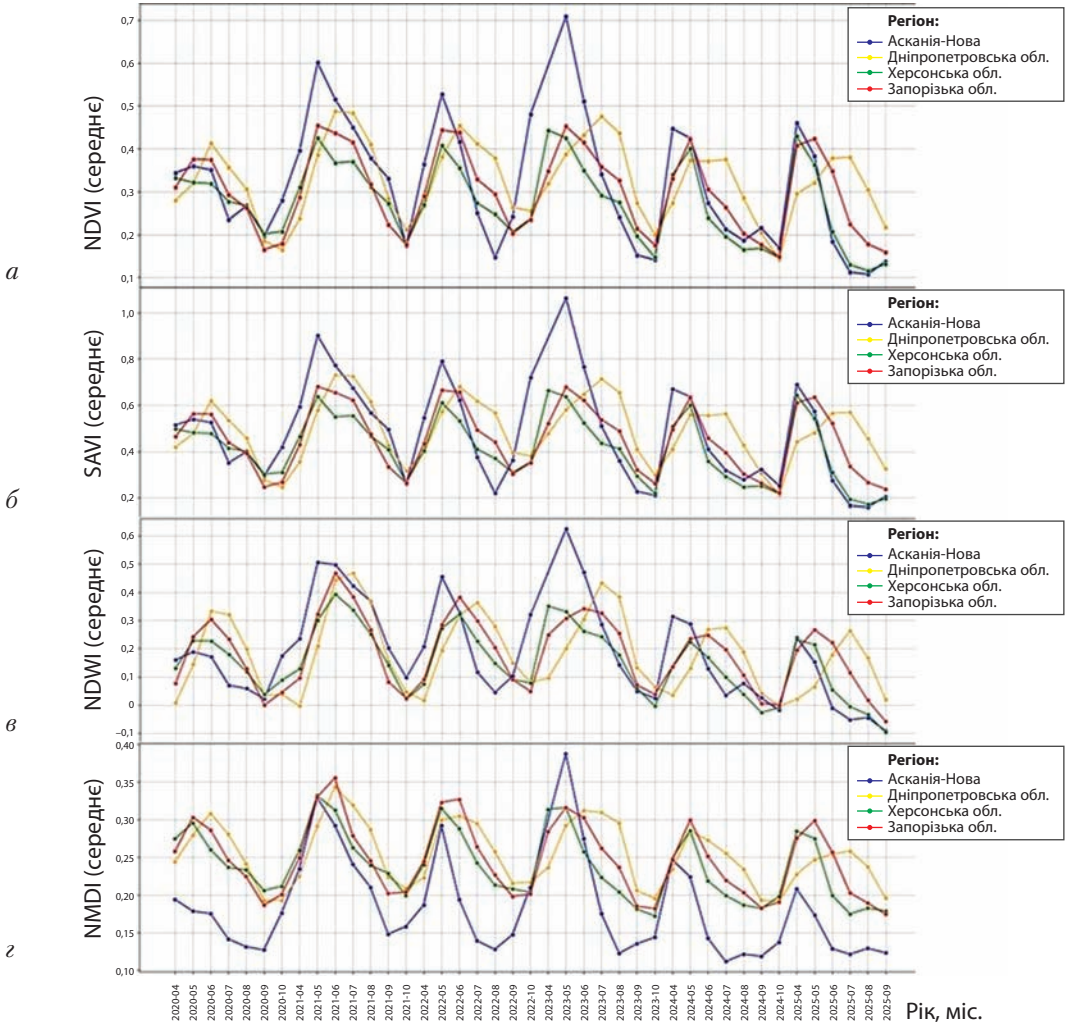 0,7
0,6
0,5
0,4
0,3
0,2
0,1
NDVI (середнє)
а
Регіон:
Асканія-Нова
Дніпропетровська обл.
Херсонська обл.
Запорізька обл.
1,0
0,8
0,6
0,4
0,2
SAVI (середнє)
б
Регіон:
Асканія-Нова
Дніпропетровська обл.
Херсонська обл.
Запорізька обл.
0,6
0,5
0,4
0,3
0,2
0,1
0
–0,1
NDWI (середнє)
в
Регіон:
Асканія-Нова
Дніпропетровська обл.
Херсонська обл.
Запорізька обл.
0,40
0,35
0,30
0,25
0,20
0,15
0,10
NMDI (середнє)
г
Регіон:
Асканія-Нова
Дніпропетровська обл.
Херсонська обл.
Запорізька обл.
2020-04
2020-05
2020-06
2020-07
2020-08
2020-09
2020-10
2021-04
2021-05
2021-06
2021-07
2021-08
2021-09
2021-10
2022-04
2022-05
2022-06
2022-07
2022-08
2022-09
2022-10
2023-04
2023-05
2023-06
2023-07
2023-08
2023-09
2023-10
2024-04
2024-05
2024-06
2024-07
2024-08
2024-09
2024-10
2025-04
2025-05
2025-06
2025-07
2025-08
2025-09
Рік, міс.